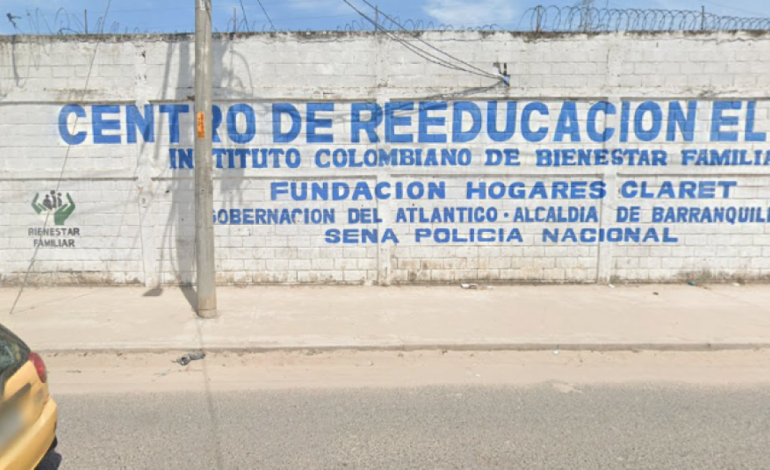 CENTRO DE REEDUCACION EL
INSTITUTO COLOMBIANO DE BIENESTAR FAMILIA
FUNDACION HOGARES CLARET
GOBERNACION DEL ATLANTICO · ALCALDIA DE BARRANQUIL
SENA POLICIA NACIONAL
BIENESTAR
FAMILIAR